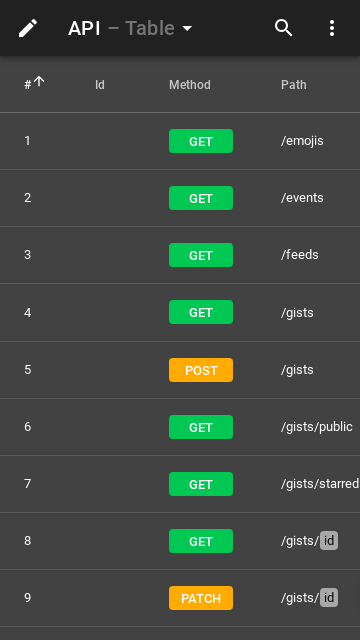 API – Table
# Id Method Path
1 GET /emojis
2 GET /events
3 GET /feeds
4 GET /gists
5 POST /gists
6 GET /gists/public
7 GET /gists/starred
8 GET /gists/ id
9 PATCH /gists/ id